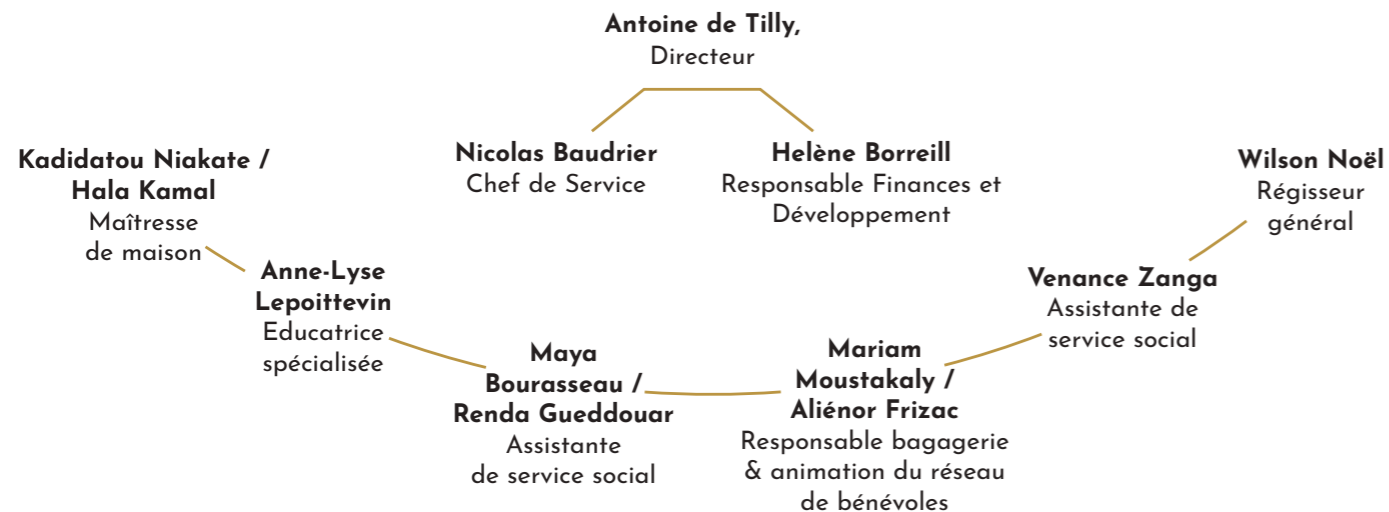 Antoine de Tilly,
Directeur
Nicolas Baudrier
Chef de Service
Helène Borreill
Responsable Finances et
Développement
Kadidatou Niakate /
Hala Kamal
Maîtresse
de maison
Anne-Lyse
Lepoittevin
Educatrice
spécialisée
Maya
Bourasseau /
Renda Gueddouar
Assistante
de service social
Mariam
Moustakaly /
Aliénor Frizac
Responsable bagagerie
& animation du réseau
de bénévoles
Venance Zanga
Assistante de
service social
Wilson Noël
Régisseur
général